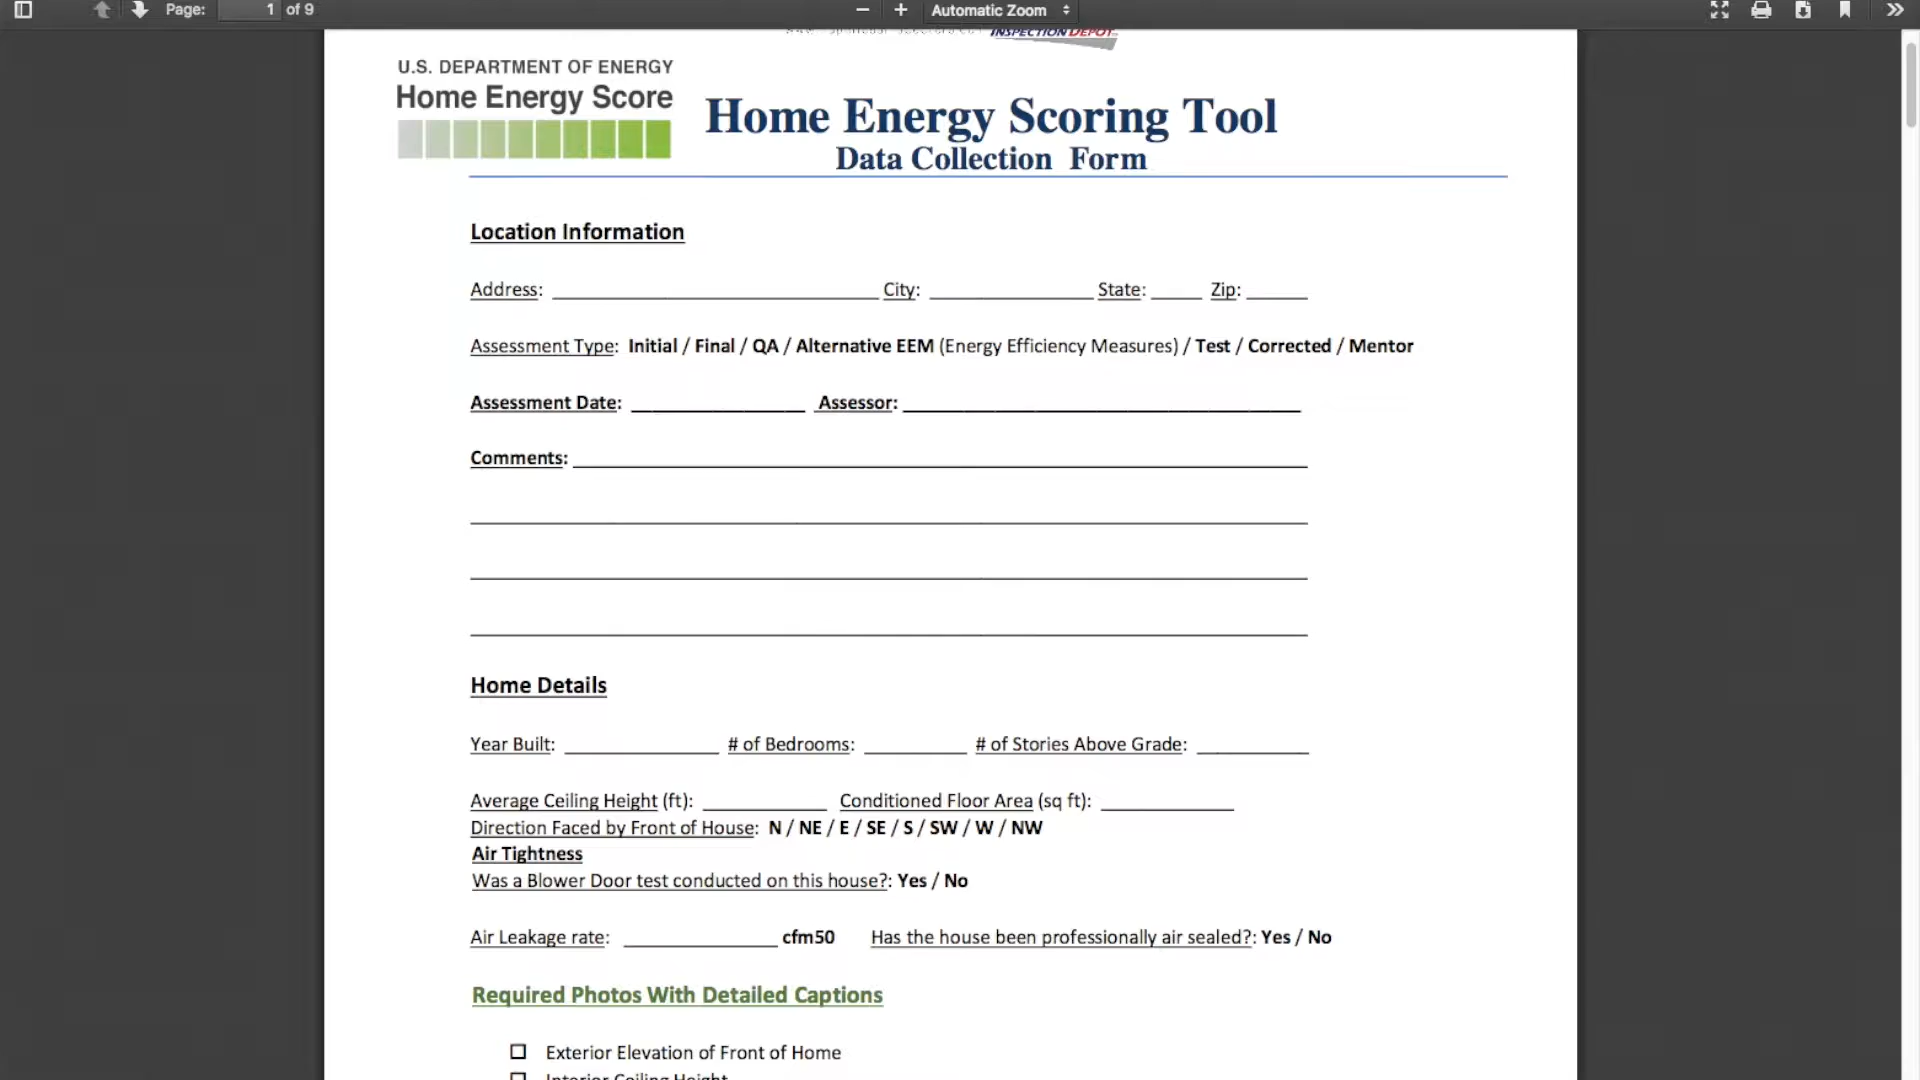 Page: 1 of 9 Automatic Zoom
INSPECTION DEPOT
U.S. DEPARTMENT OF ENERGY
Home Energy Score
Home Energy Scoring Tool
Data Collection Form
Location Information
Address: City: State: Zip:
Assessment Type: Initial / Final / QA / Alternative EEM (Energy Efficiency Measures) / Test / Corrected / Mentor
Assessment Date: Assessor:
Comments:
Home Details
Year Built: # of Bedrooms: # of Stories Above Grade:
Average Ceiling Height (ft): Conditioned Floor Area (sq ft):
Direction Faced by Front of House: N / NE / E / SE / S / SW / W / NW
Air Tightness
Was a Blower Door test conducted on this house?: Yes / No
Air Leakage rate: cfm50 Has the house been professionally air sealed?: Yes / No
Required Photos With Detailed Captions
Exterior Elevation of Front of Home
Interior Ceiling Height